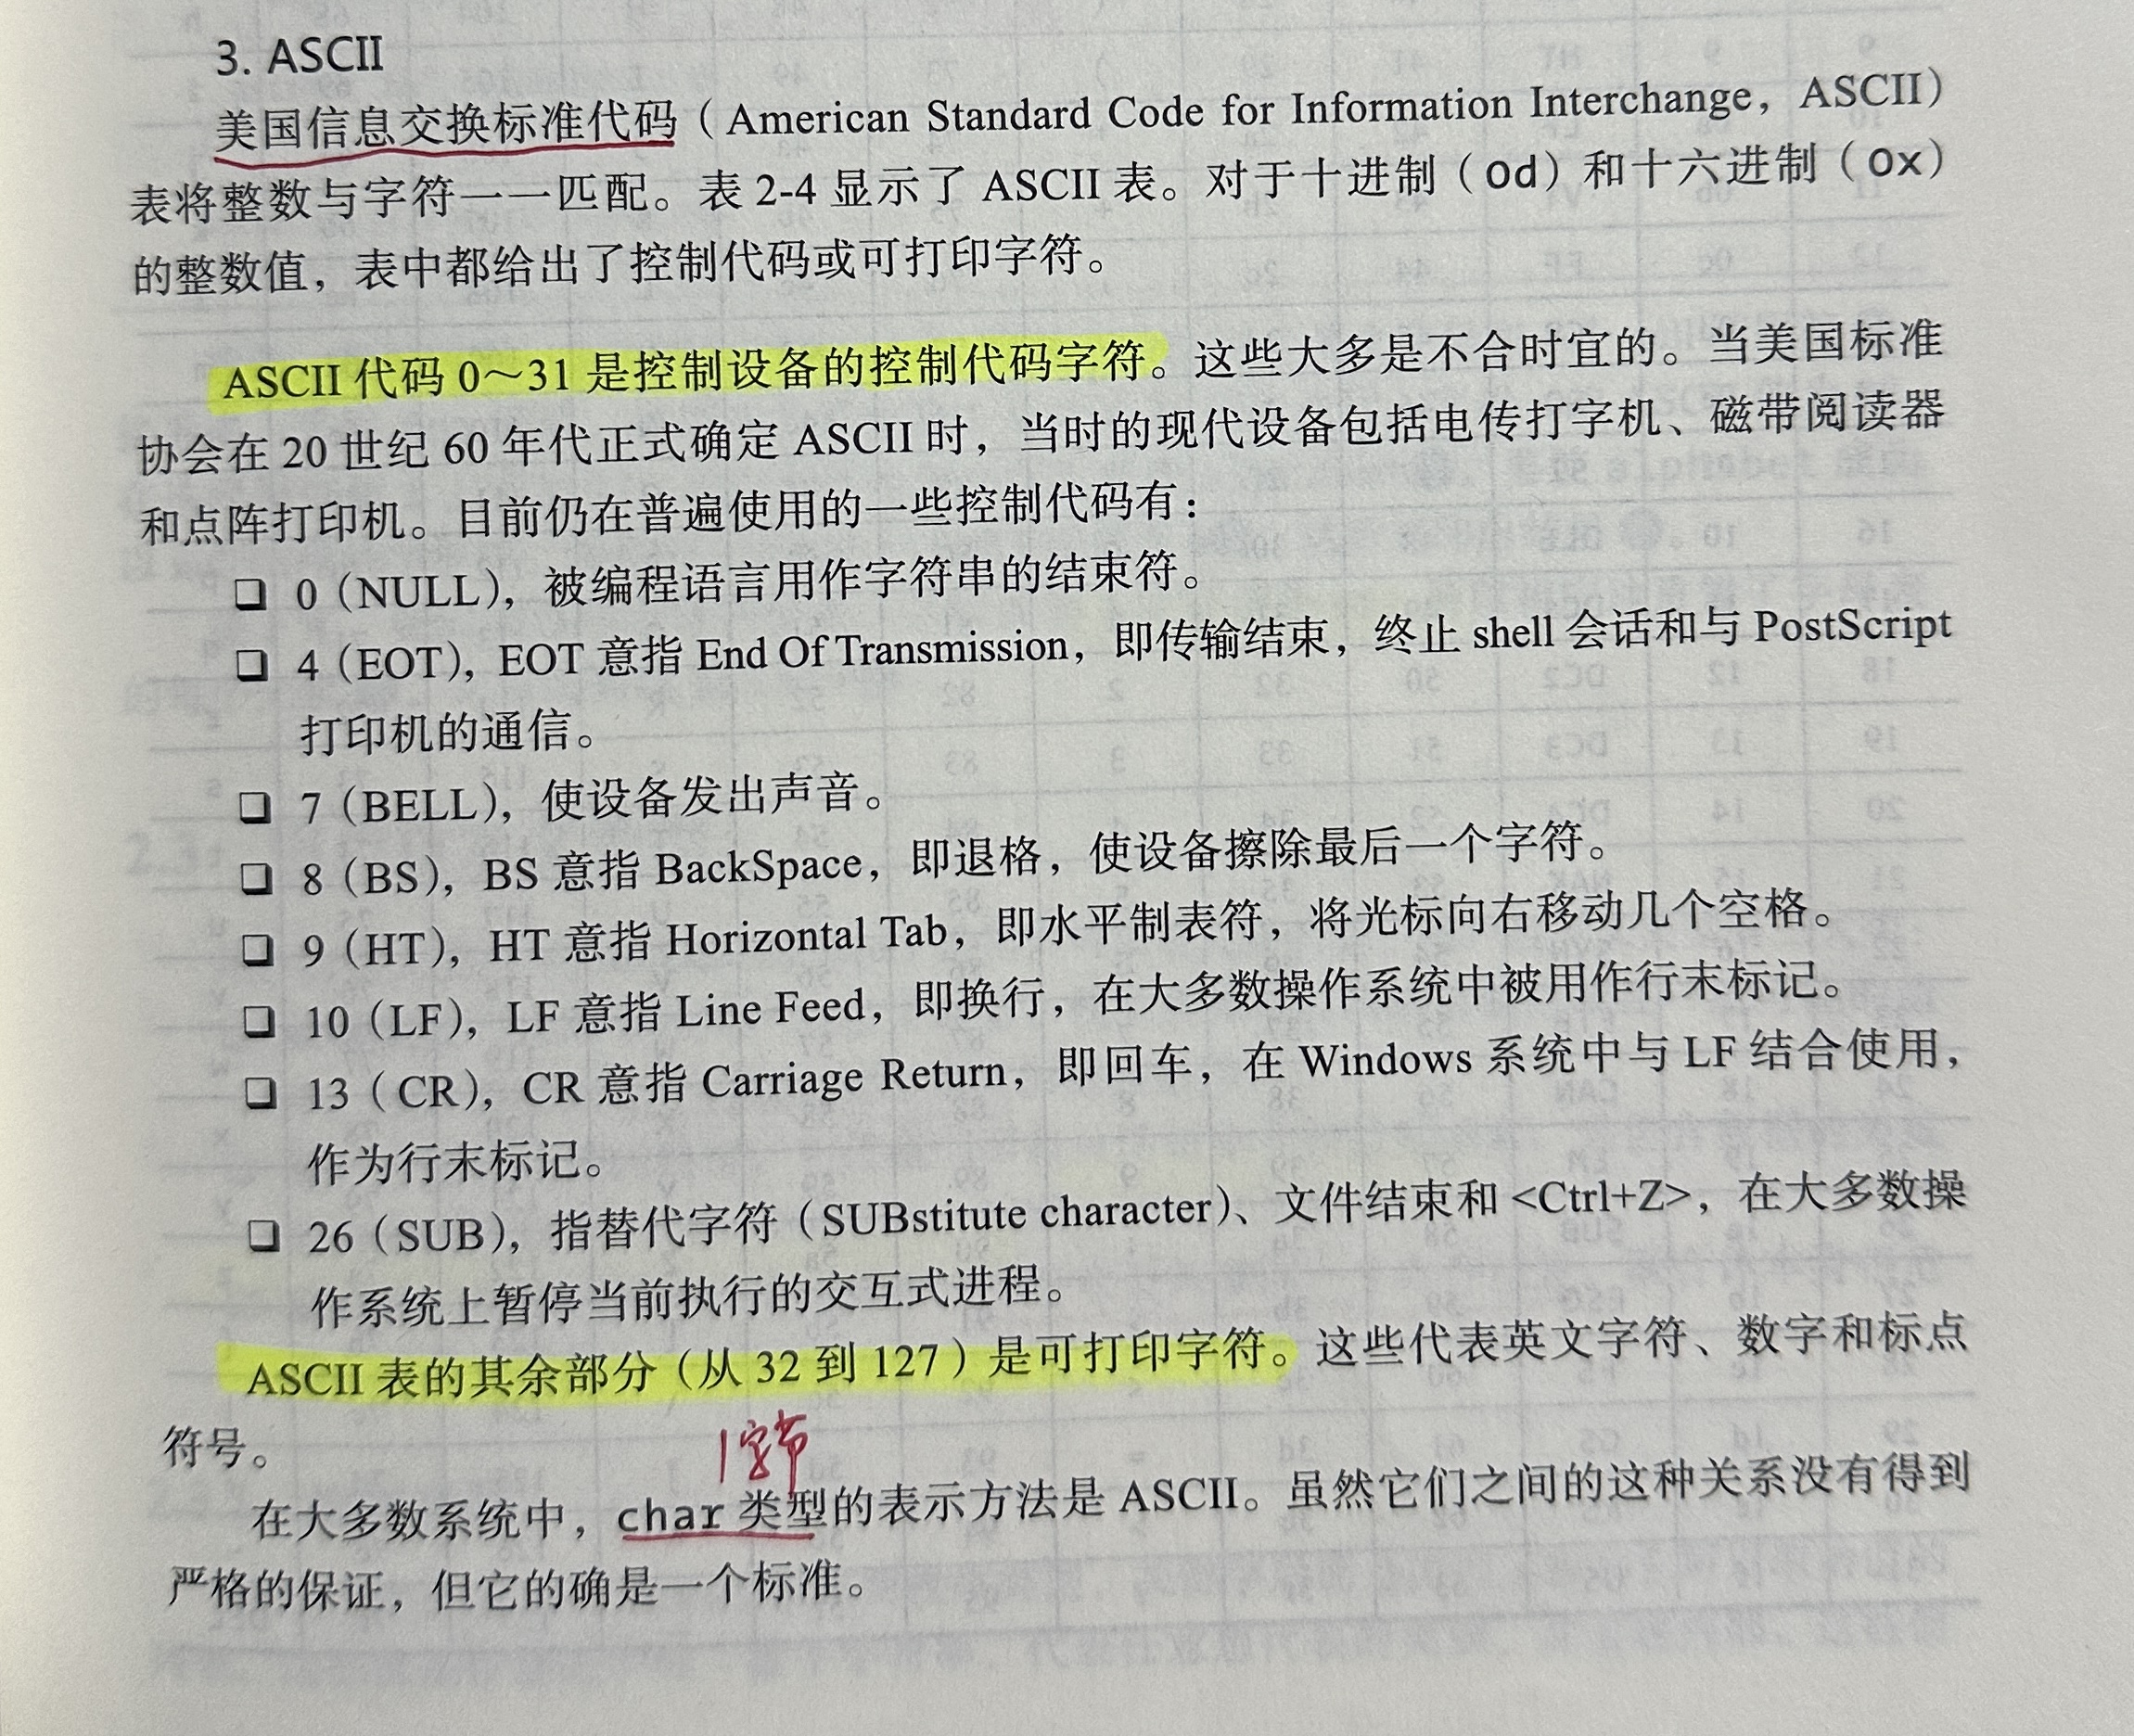 3. ASCII
美国信息交换标准代码（American Standard Code for Information Interchange，ASCII）
表将整数与字符一一匹配。表 2-4 显示了 ASCII 表。对于十进制（0d）和十六进制（0x）
的整数值，表中都给出了控制代码或可打印字符。
ASCII 代码 0～31 是控制设备的控制代码字符。这些大多是不合时宜的。当美国标准
协会在 20 世纪 60 年代正式确定 ASCII 时，当时的现代设备包括电传打字机、磁带阅读器
和点阵打印机。目前仍在普遍使用的一些控制代码有：
❑ 0（NULL），被编程语言用作字符串的结束符。
❑ 4（EOT），EOT 意指 End Of Transmission，即传输结束，终止 shell 会话和与 PostScript
打印机的通信。
❑ 7（BELL），使设备发出声音。
❑ 8（BS），BS 意指 BackSpace，即退格，使设备擦除最后一个字符。
❑ 9（HT），HT 意指 Horizontal Tab，即水平制表符，将光标向右移动几个空格。
❑ 10（LF），LF 意指 Line Feed，即换行，在大多数操作系统中被用作行末标记。
❑ 13（CR），CR 意指 Carriage Return，即回车，在 Windows 系统中与 LF 结合使用，
作为行末标记。
❑ 26（SUB），指替代字符（SUBstitute character）、文件结束和 <Ctrl+Z>，在大多数操
作系统上暂停当前执行的交互式进程。
ASCII 表的其余部分（从 32 到 127）是可打印字符。这些代表英文字符、数字和标点
符号。
1字节
在大多数系统中，char 类型的表示方法是 ASCII。虽然它们之间的这种关系没有得到
严格的保证，但它的确是一个标准。